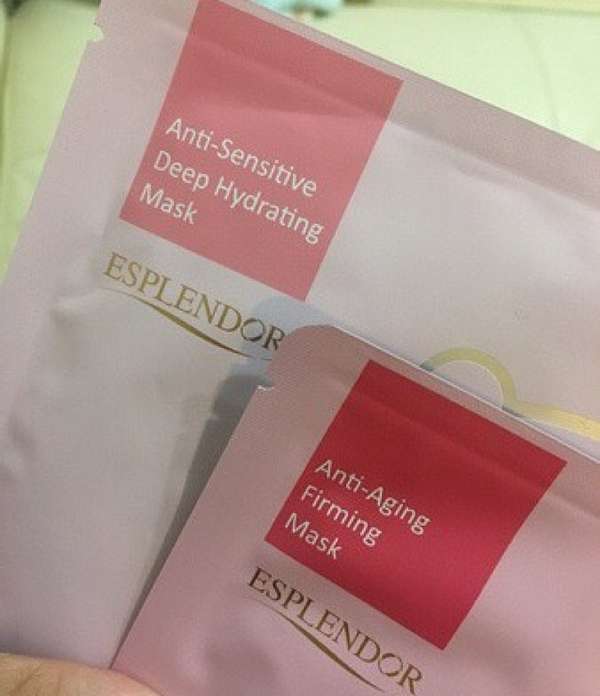 Anti-Sensitive
Deep Hydrating
Mask
ESPLENDOR
Anti-Aging
Firming
Mask
ESPLENDOR